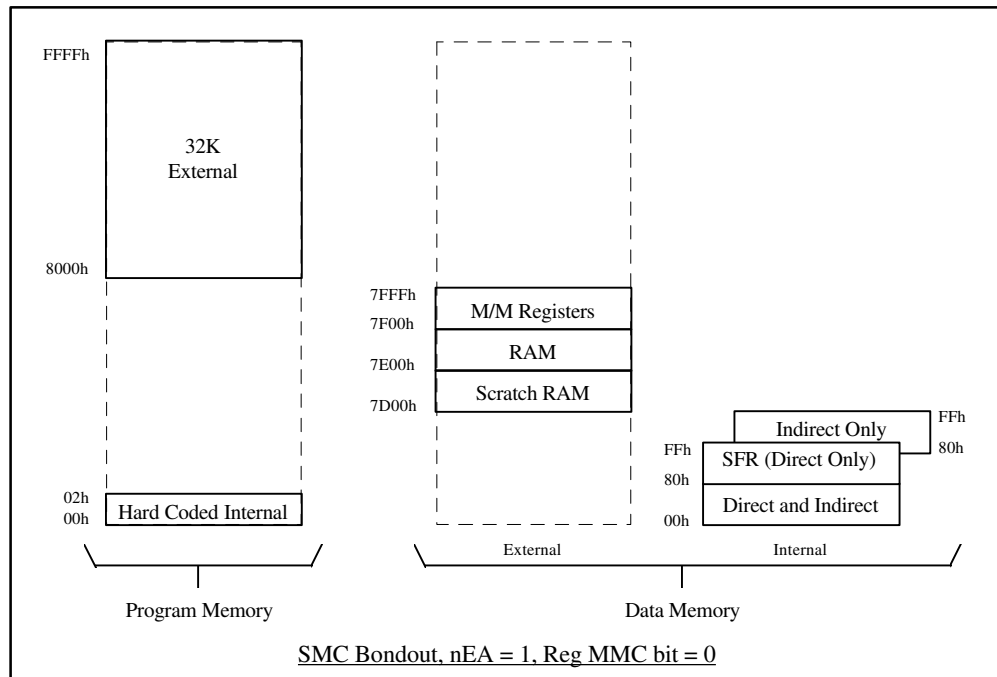 FFFFh
32K
External
8000h
02h
00h
Hard Coded Internal
Program Memory
7FFFh
M/M Registers
7F00h
RAM
7E00h
Scratch RAM
7D00h
External
Indirect Only
FFh
80h
FFh
SFR (Direct Only)
80h
Direct and Indirect
00h
Internal
Data Memory
SMC Bondout, nEA = 1, Reg MMC bit = 0